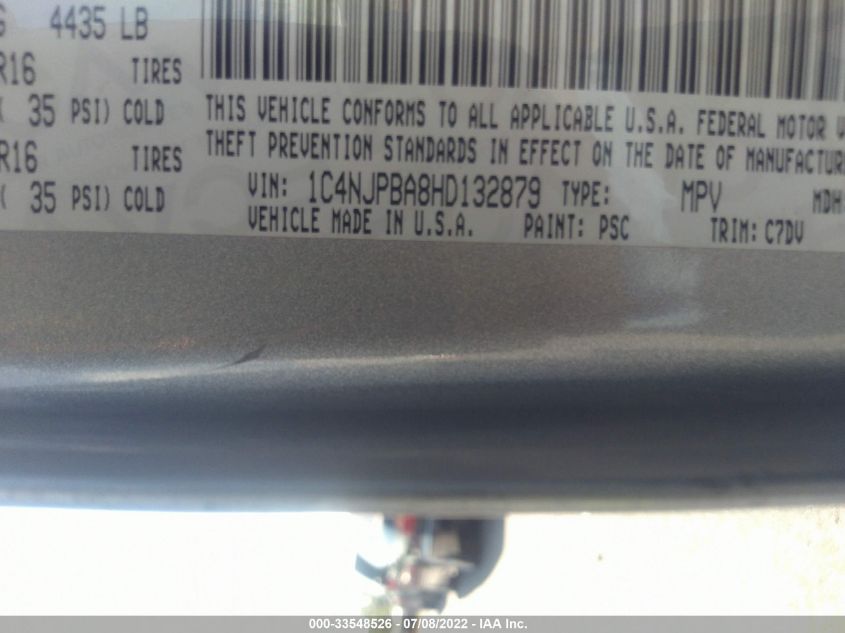 4435 LB
R16 TIRES
35 PSI) COLD
R16 TIRES
35 PSI) COLD
THIS VEHICLE CONFORMS TO ALL APPLICABLE U.S.A. FEDERAL MOTOR V
THEFT PREVENTION STANDARDS IN EFFECT ON THE DATE OF MANUFACTUR
VIN: 1C4NJPBA8HD132879 TYPE: MPV MDH
VEHICLE MADE IN U.S.A. PAINT: PSC TRIM: C7DV
000-33548526 - 07/08/2022 - IAA Inc.